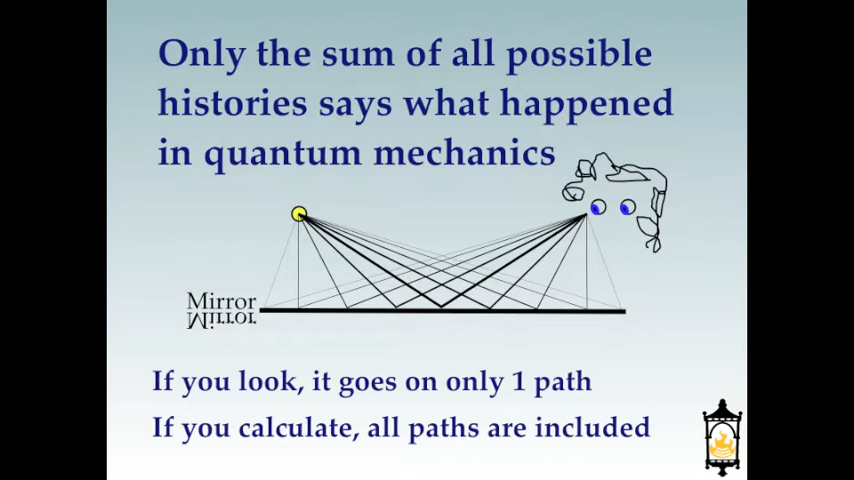 Only the sum of all possible
histories says what happened
in quantum mechanics
Mirror
Mirror
If you look, it goes on only 1 path
If you calculate, all paths are included